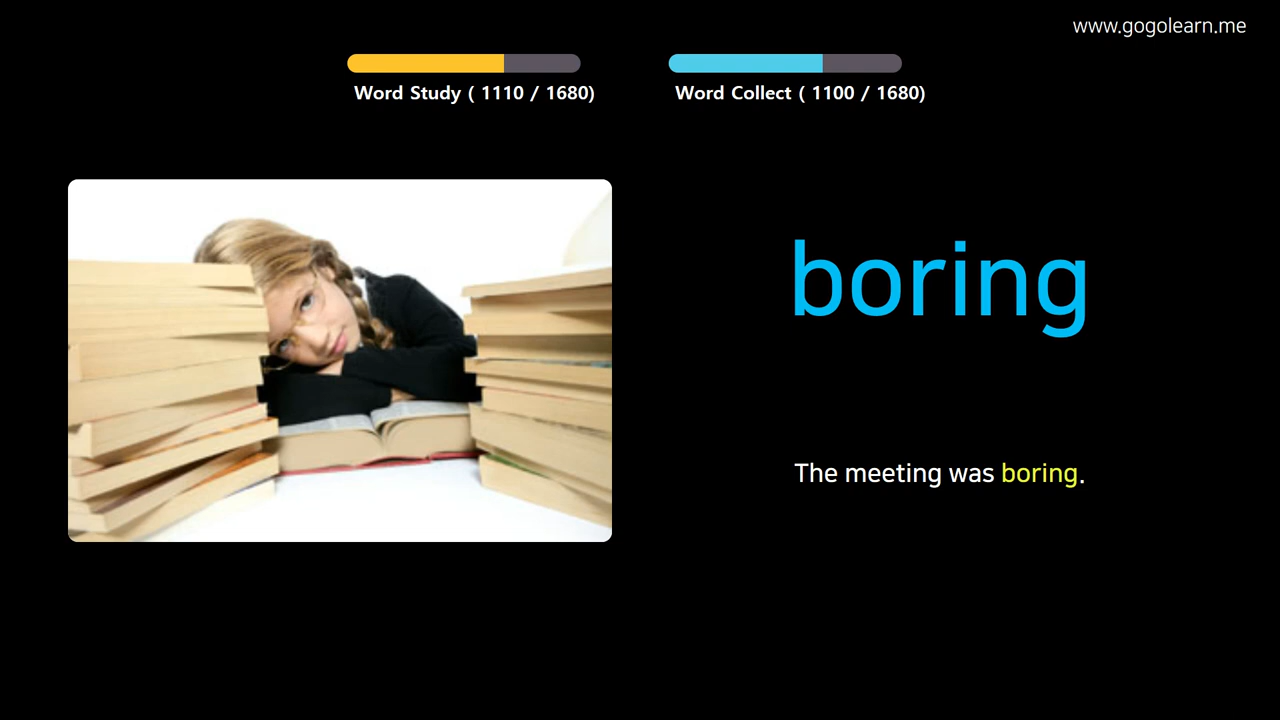 www.gogolearn.me
Word Study ( 1110 / 1680)
Word Collect ( 1100 / 1680)
boring
The meeting was boring.